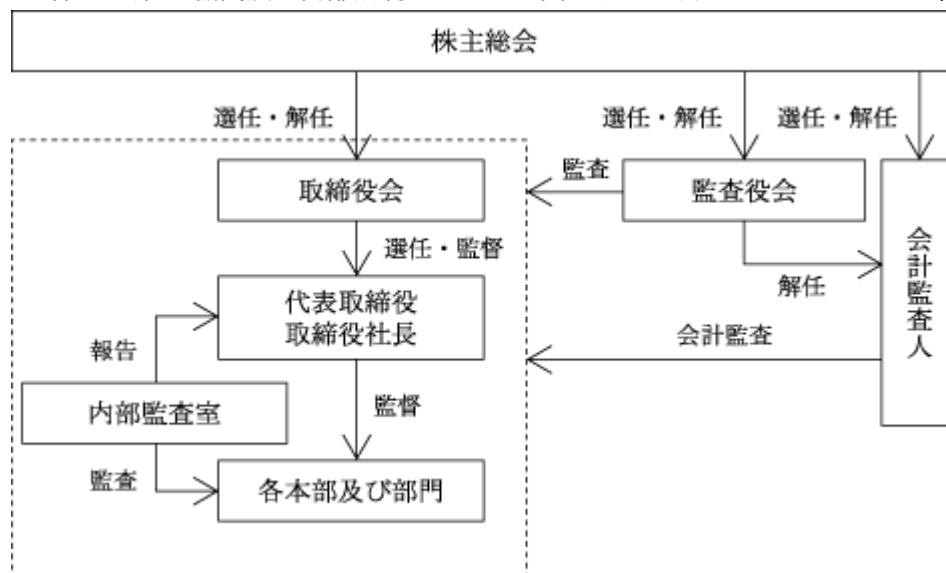 株主総会
選任・解任
選任・解任
選任・解任
取締役会
監査
監査役会
会計監査人
選任・監督
解任
代表取締役
取締役社長
会計監査
報告
監督
内部監査室
監査
各本部及び部門